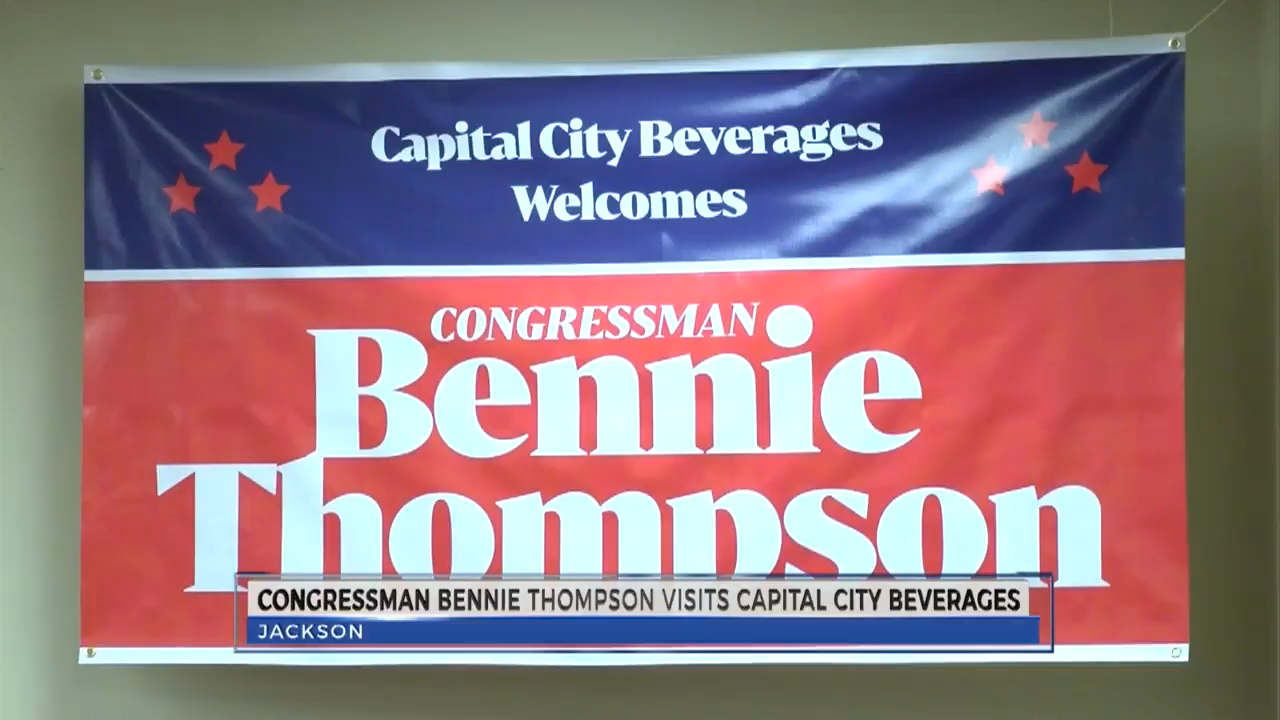 Capital City Beverages
Welcomes
CONGRESSMAN
Bennie
Thompson
CONGRESSMAN BENNIE THOMPSON VISITS CAPITAL CITY BEVERAGES
JACKSON